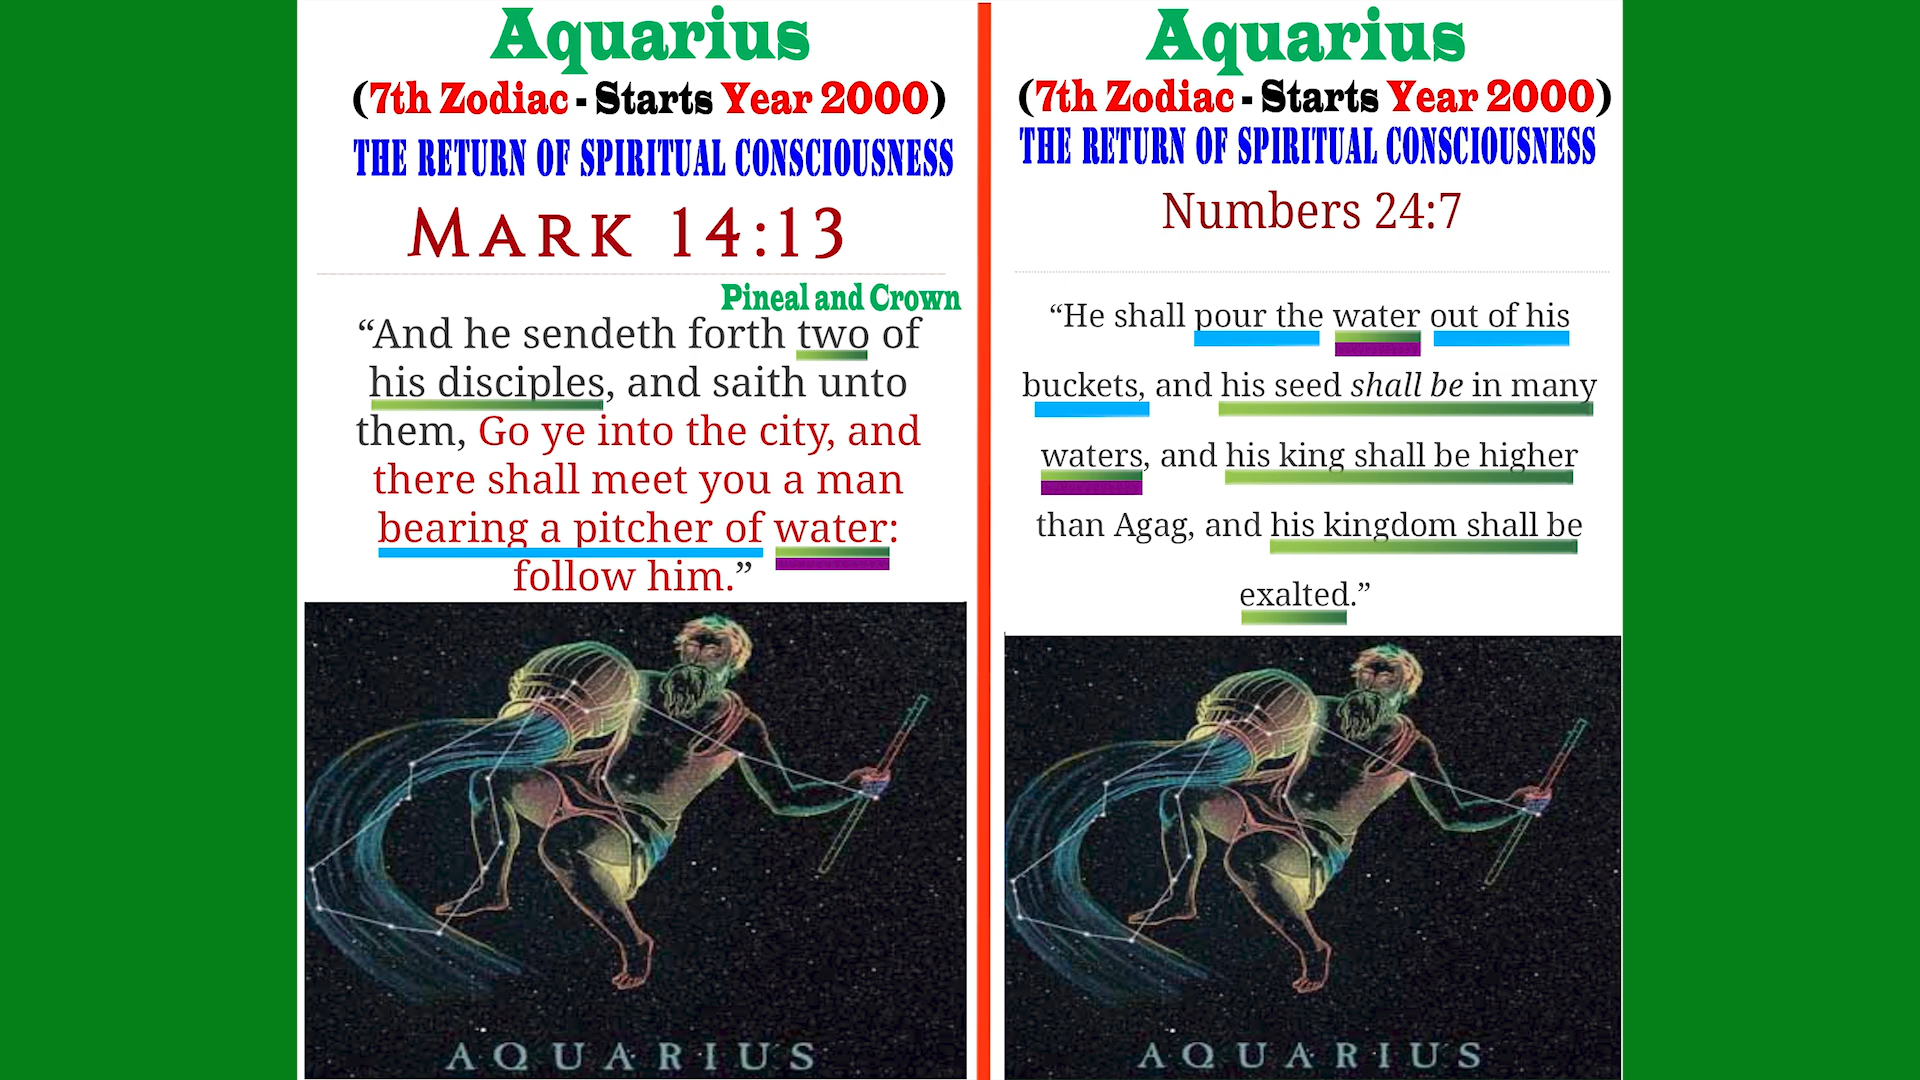 Aquarius
(7th Zodiac - Starts Year 2000)
THE RETURN OF SPIRITUAL CONSCIOUSNESS
MARK 14:13
Pineal and Crown
“And he sendeth forth two of
his disciples, and saith unto
them, Go ye into the city, and
there shall meet you a man
bearing a pitcher of water:
follow him.”
AQUARIUS
Aquarius
(7th Zodiac - Starts Year 2000)
THE RETURN OF SPIRITUAL CONSCIOUSNESS
Numbers 24:7
“He shall pour the water out of his
buckets, and his seed shall be in many
waters, and his king shall be higher
than Agag, and his kingdom shall be
exalted.”
AQUARIUS